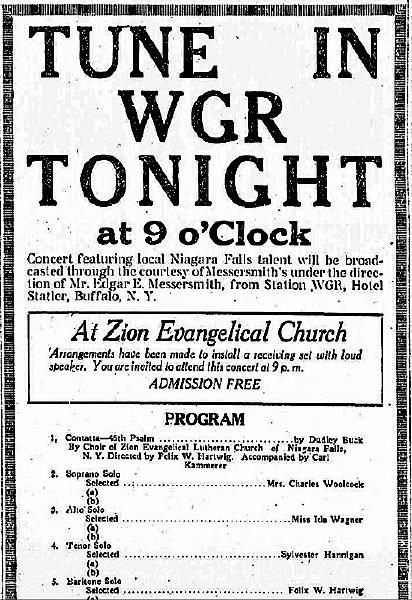 TUNE IN
WGR
TONIGHT
at 9 o'Clock
Concert featuring local Niagara Falls talent will be broad-
casted through the courtesy of Messersmith's under the direc-
tion of Mr. Edgar E. Messersmith, from Station WGR, Hotel
Statler, Buffalo, N. Y.
At Zion Evangelical Church
Arrangements have been made to install a receiving set with loud
speaker. You are invited to attend this concert at 9 p. m.
ADMISSION FREE
PROGRAM
1. Contatta—45th Psalm ........................by Dudley Buck
By Choir of Zion Evangelical Lutheran Church of Niagara Falls,
N. Y. Directed by Felix W. Hartwig. Accompanied by Carl
Kammerer
2. Soprano Solo
Selected ........................Mrs. Charles Woolcock
(a)
(b)
3. Alto Solo
Selected ........................Miss Ida Wagner
(a)
(b)
4. Tenor Solo
Selected ........................Sylvester Hannigan
(a)
(b)
5. Baritone Solo
Selected ........................Felix W. Hartwig